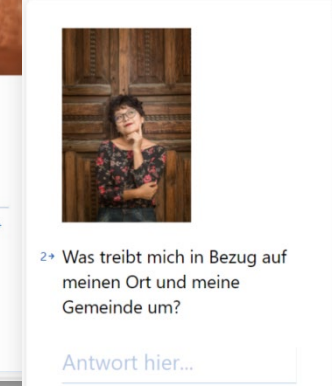 2→ Was treibt mich in Bezug auf
meinen Ort und meine
Gemeinde um?
Antwort hier...